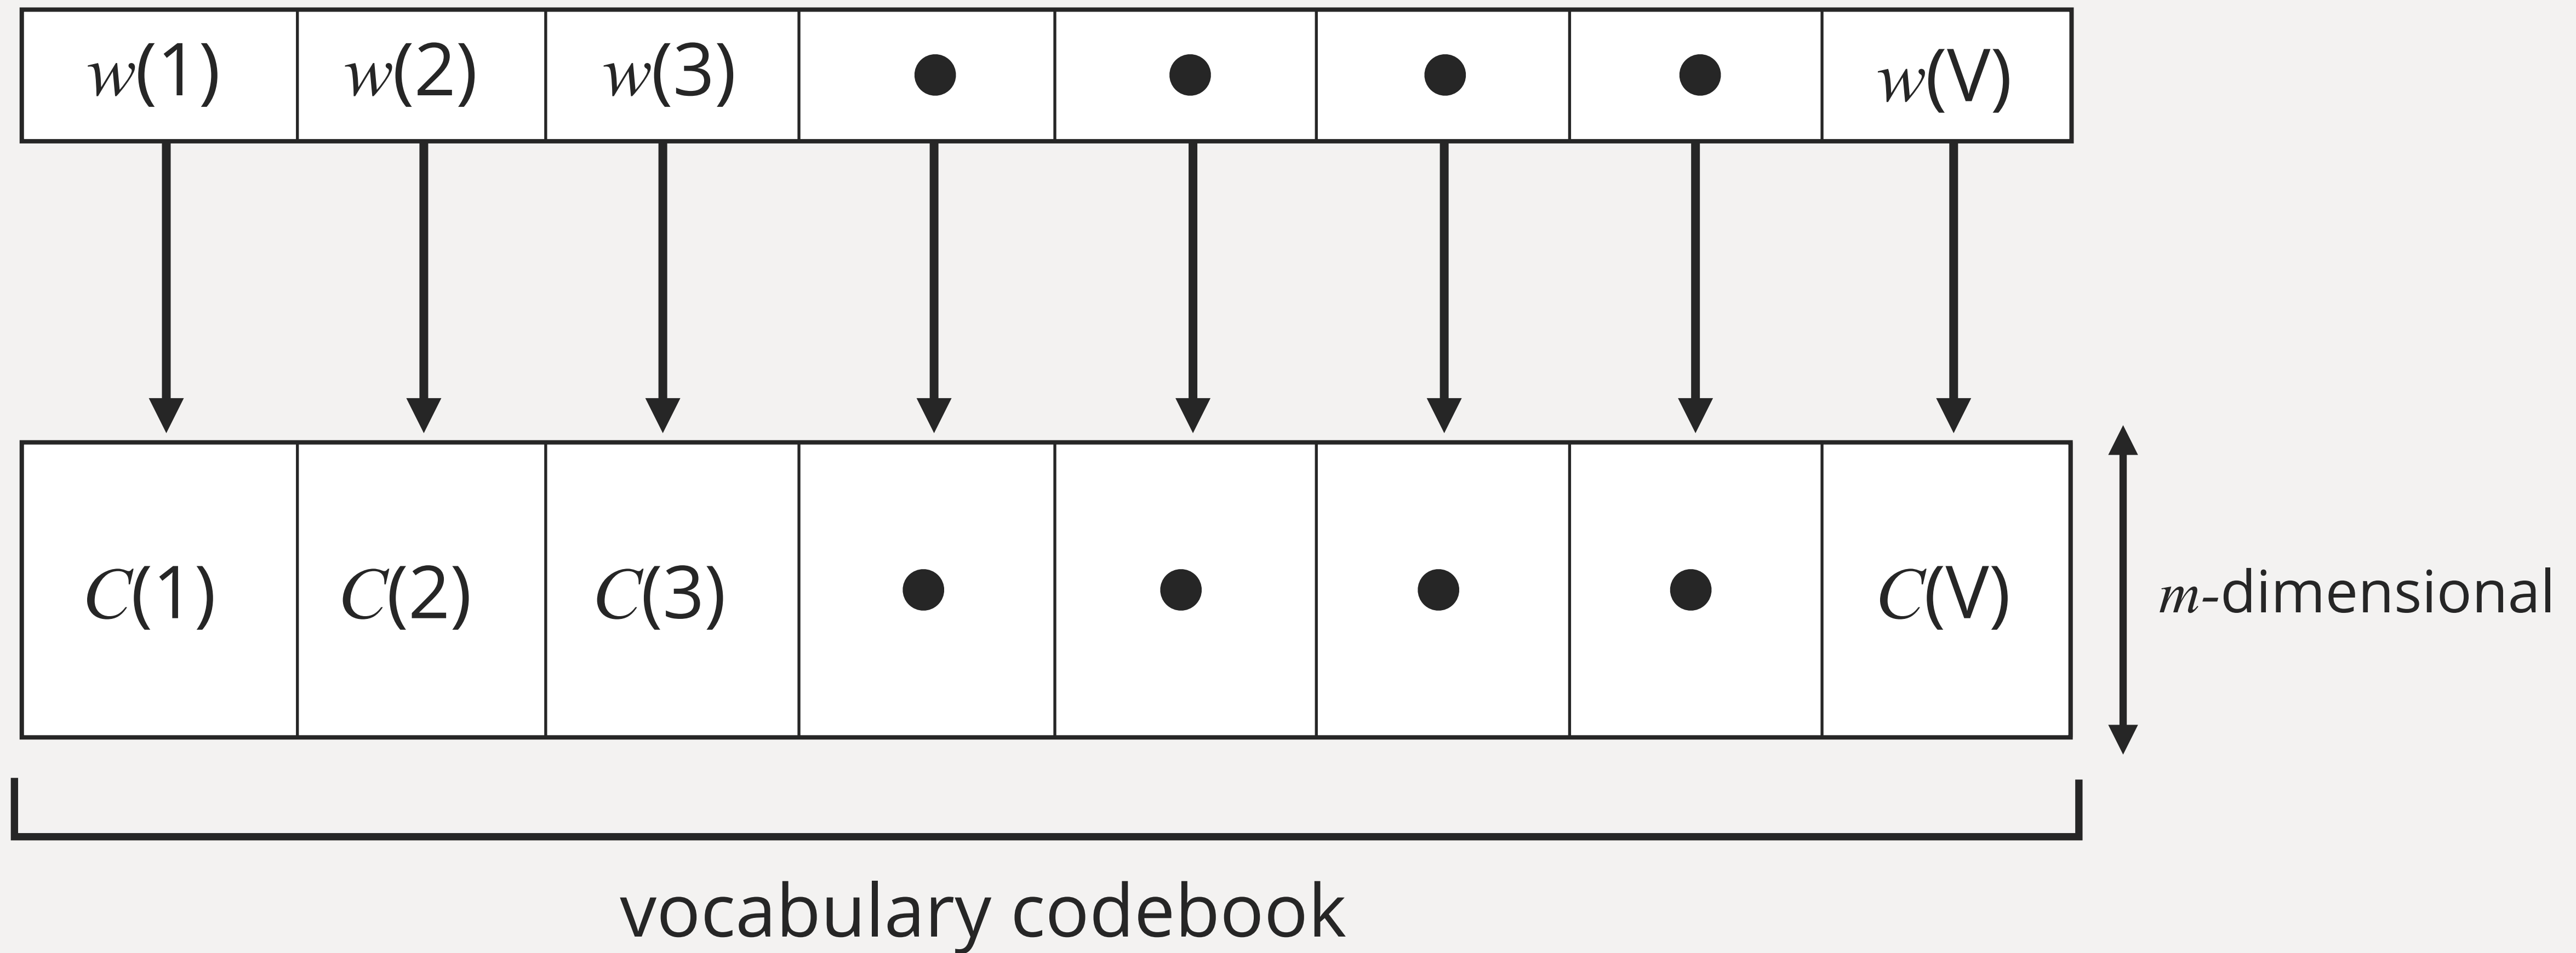 w(1) w(2) w(3) ● ● ● ● w(V)
C(1) C(2) C(3) ● ● ● ● C(V)
m-dimensional
vocabulary codebook